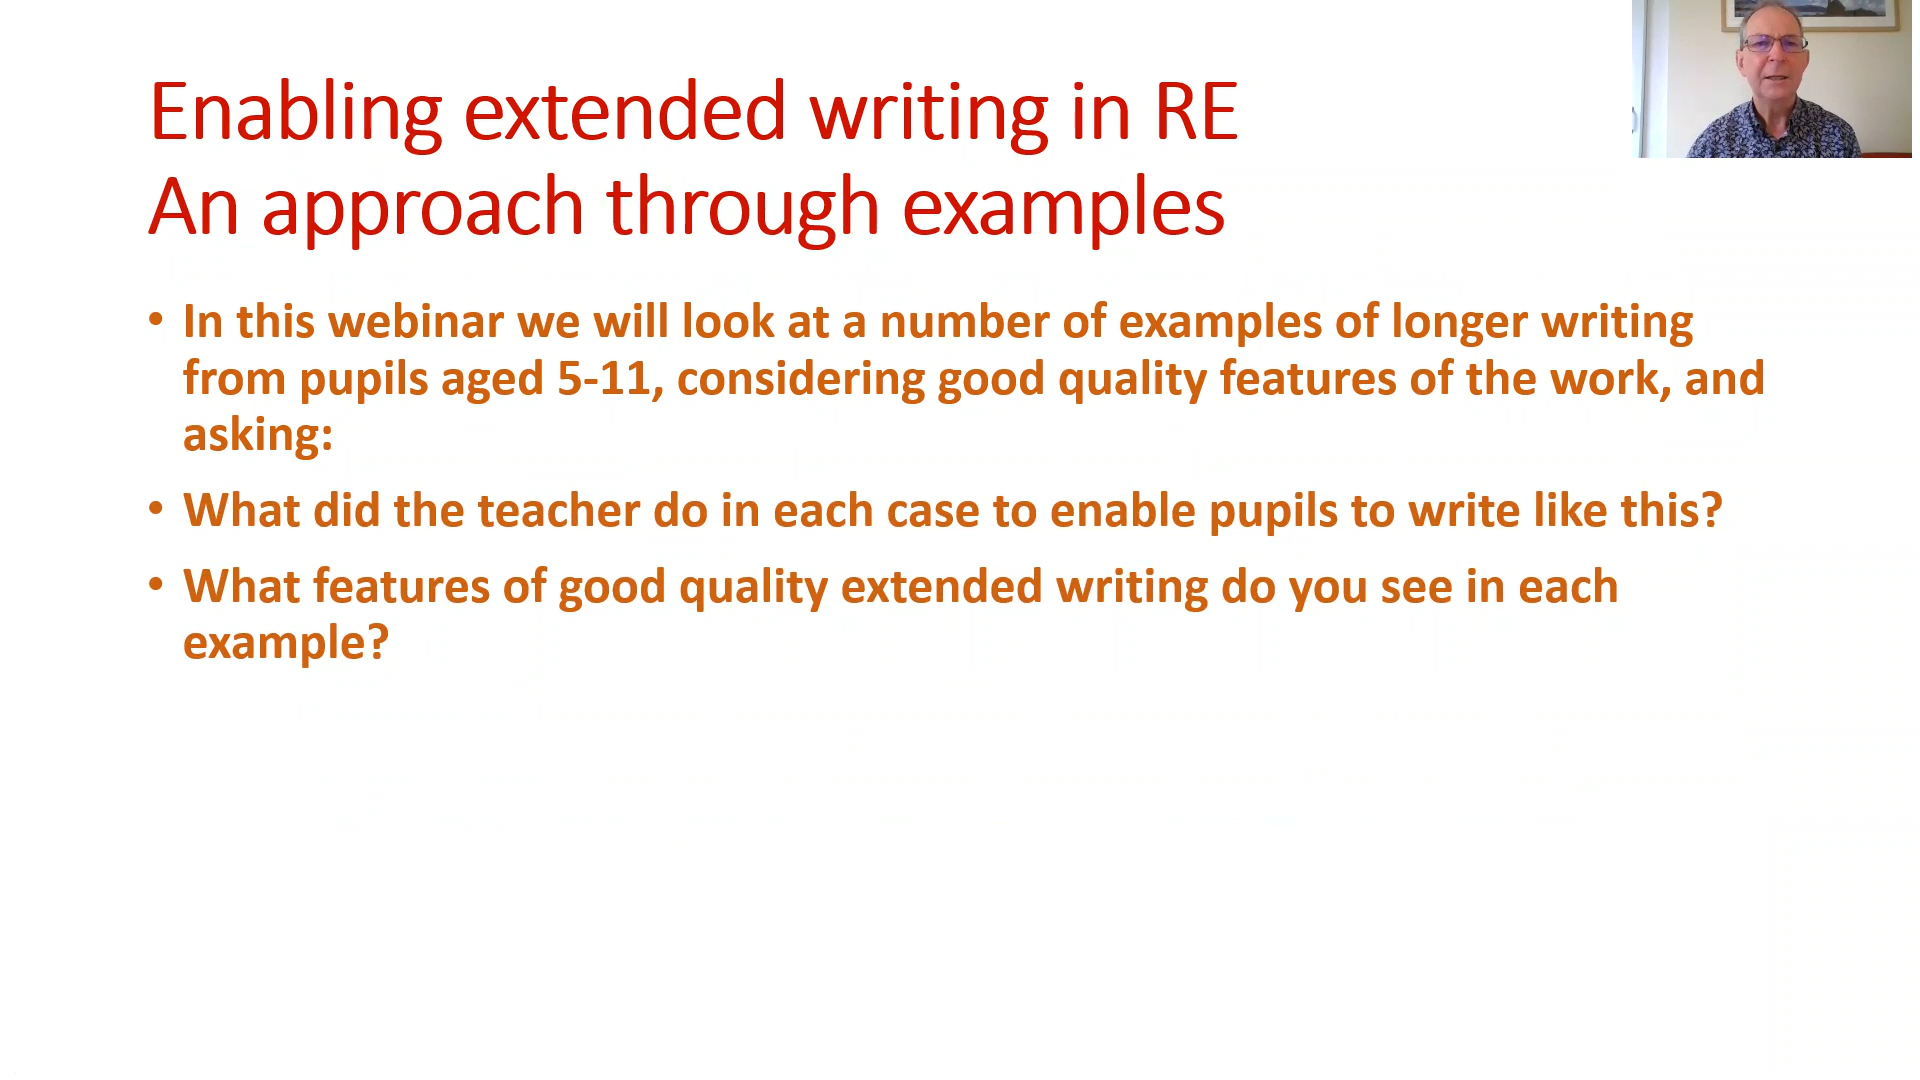 Enabling extended writing in RE
An approach through examples
• In this webinar we will look at a number of examples of longer writing
from pupils aged 5-11, considering good quality features of the work, and
asking:
• What did the teacher do in each case to enable pupils to write like this?
• What features of good quality extended writing do you see in each
example?